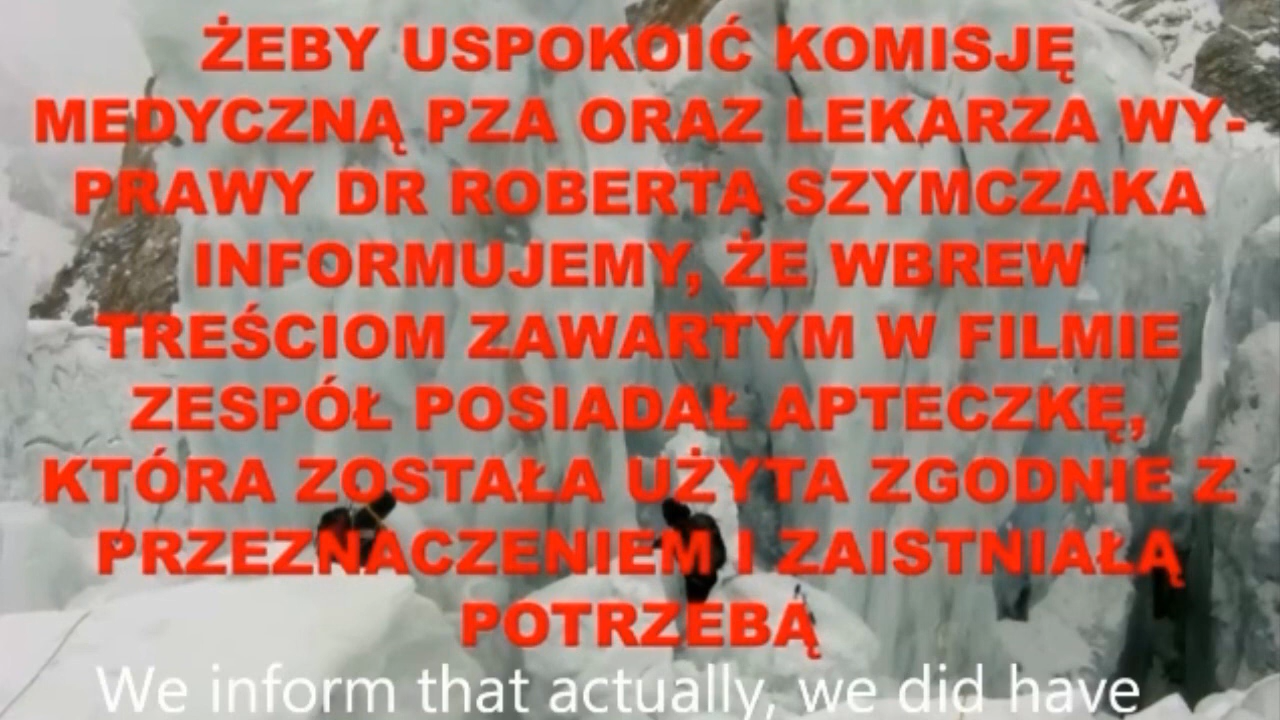 ŻEBY USPOKOIĆ KOMISJĘ
MEDYCZNĄ PZA ORAZ LEKARZA WY-
PRAWY DR ROBERTA SZYMCZAKA
INFORMUJEMY, ŻE WBREW
TREŚCIOM ZAWARTYM W FILMIE
ZESPÓŁ POSIADAŁ APTECZKĘ,
KTÓRA ZOSTAŁA UŻYTA ZGODNIE Z
PRZEZNACZENIEM I ZAISTNIAŁĄ
POTRZEBĄ
We inform that actually, we did have